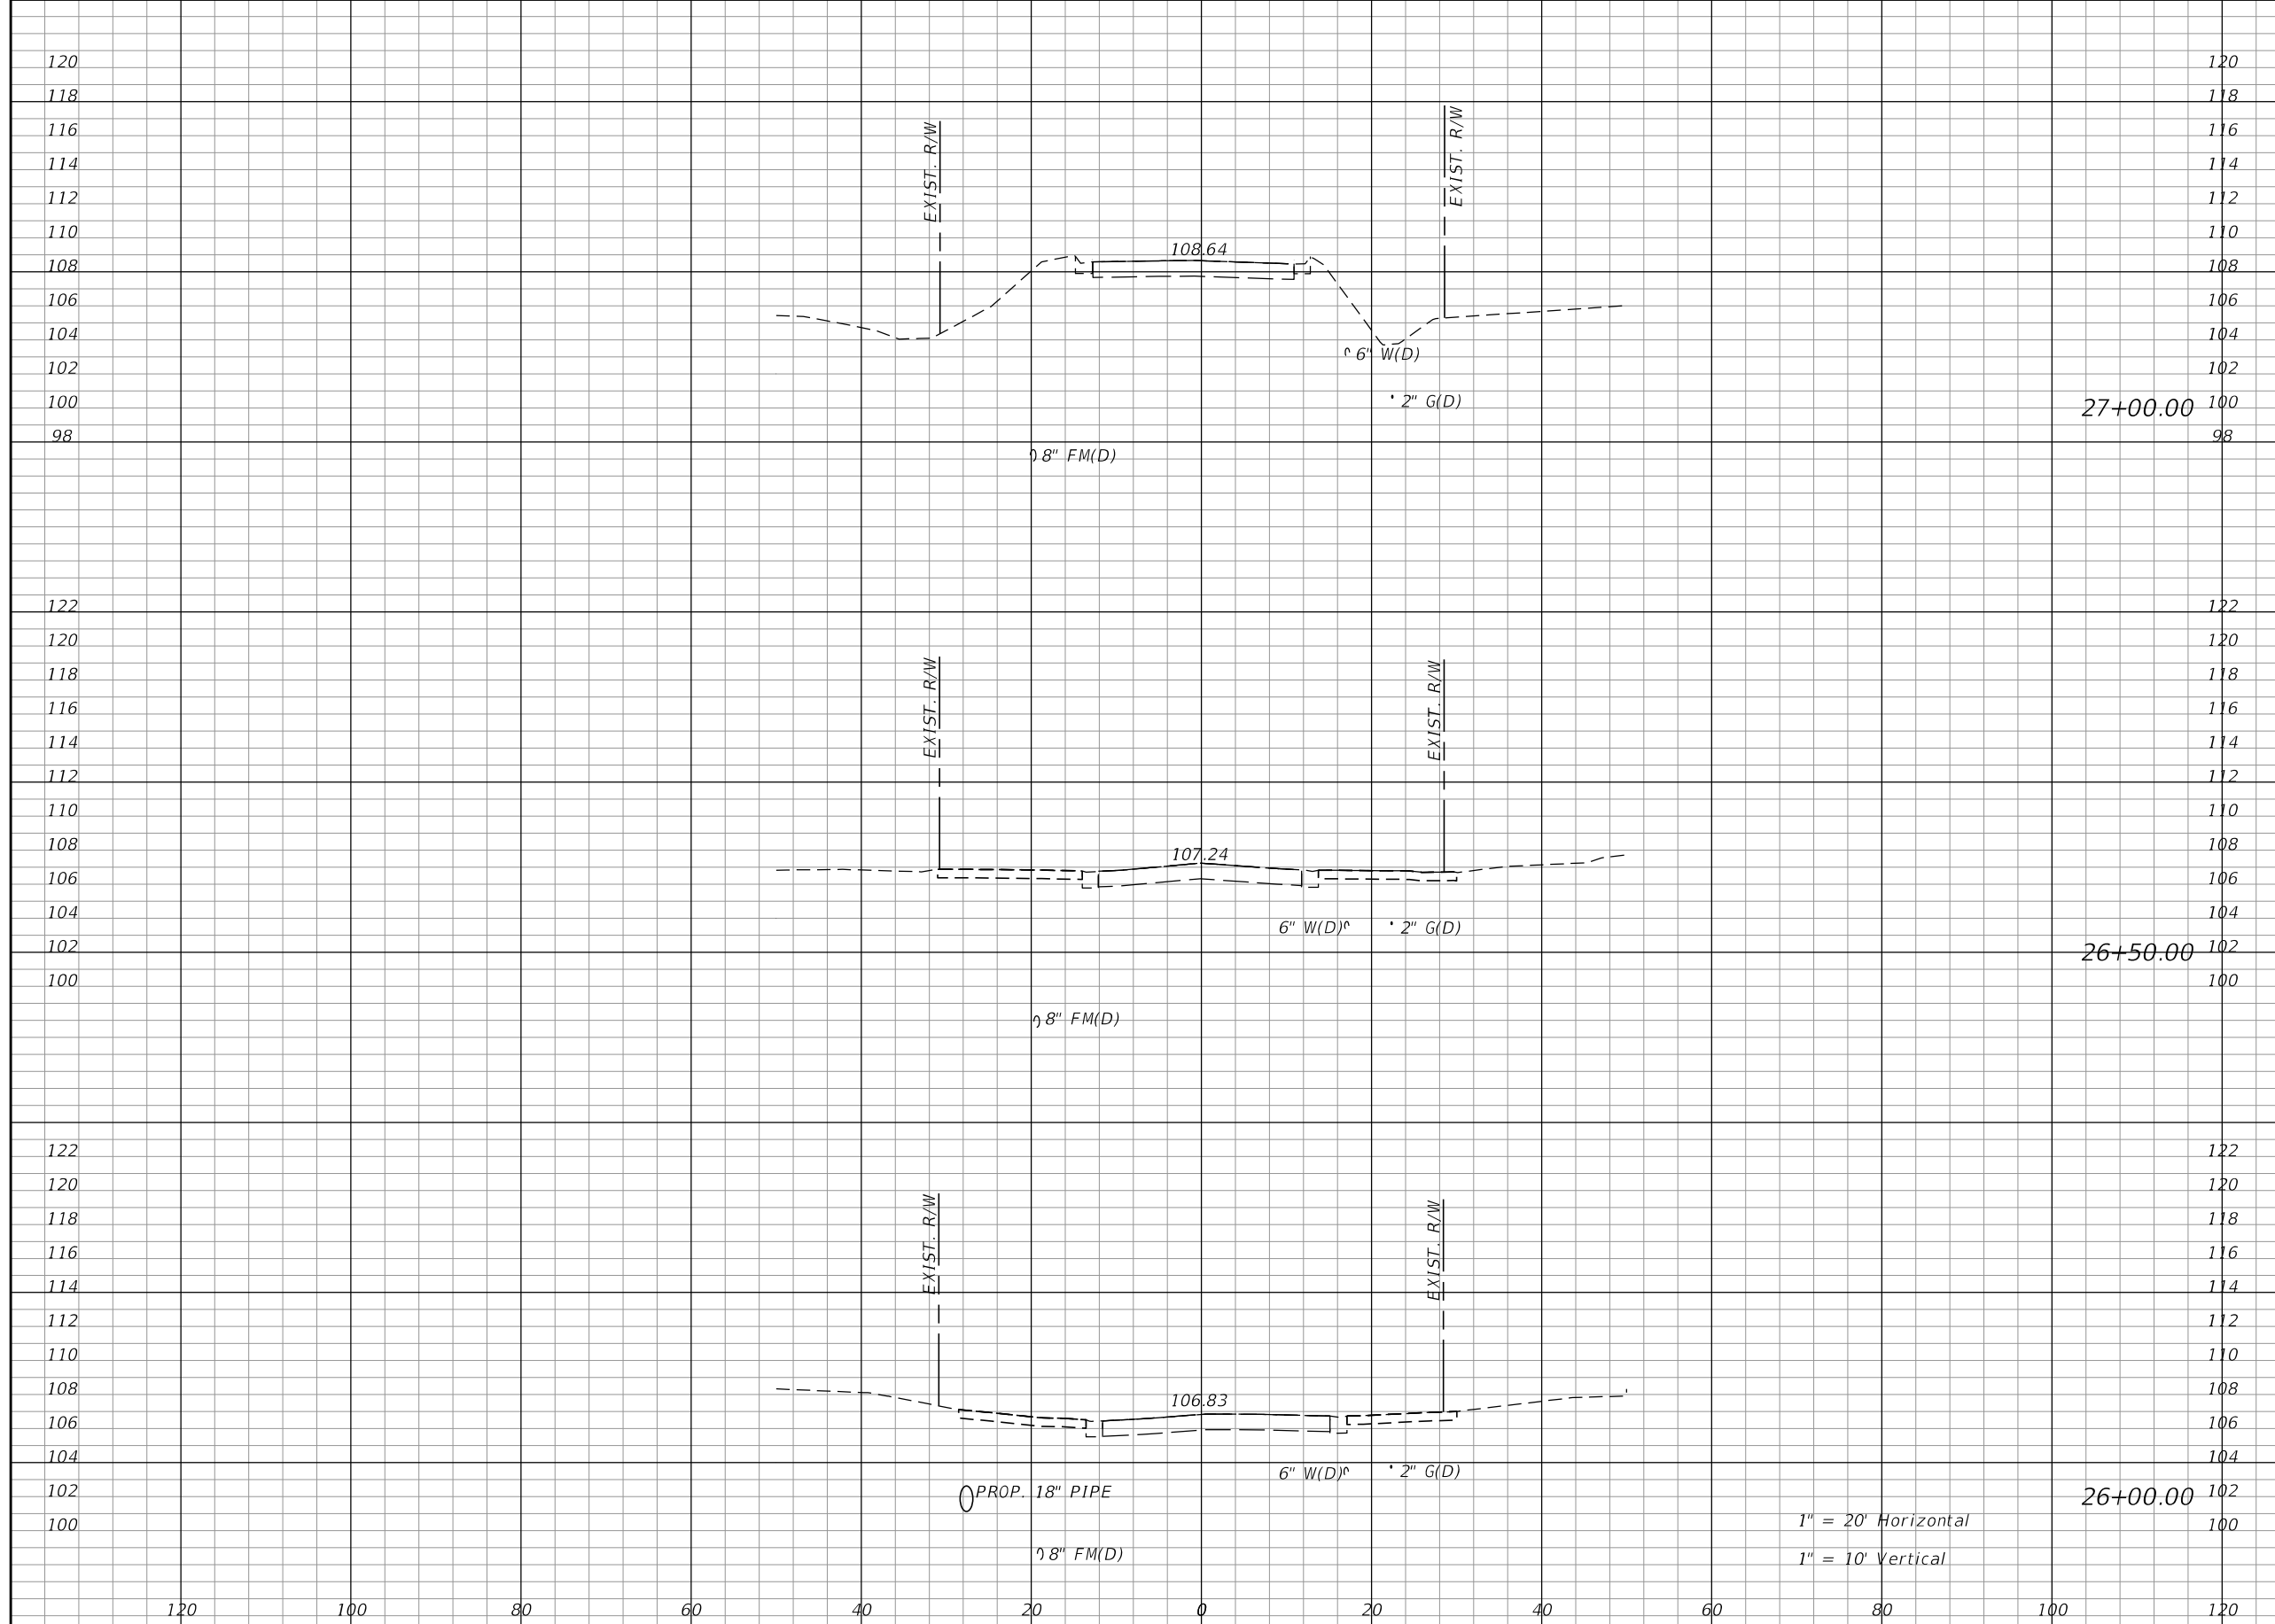 120 120
118 118
116 EXIST. R/W EXIST. R/W 116
114 114
112 112
110 110
108.64
108 108
106 106
104 104
6" W(D)
102 102
100 2" G(D) 27+00.00 100
98 98
8" FM(D)
122 122
120 120
118 118
116 EXIST. R/W EXIST. R/W 116
114 114
112 112
110 110
108 107.24 108
106 106
104 104
6" W(D) 2" G(D)
102 26+50.00 102
100 100
8" FM(D)
122 122
120 120
118 118
116 EXIST. R/W EXIST. R/W 116
114 114
112 112
110 110
108 108
106.83
106 106
104 104
6" W(D) 2" G(D)
102 PROP. 18" PIPE 26+00.00 102
1" = 20' Horizontal
100 100
8" FM(D) 1" = 10' Vertical
120 100 80 60 40 20 0 20 40 60 80 100 120